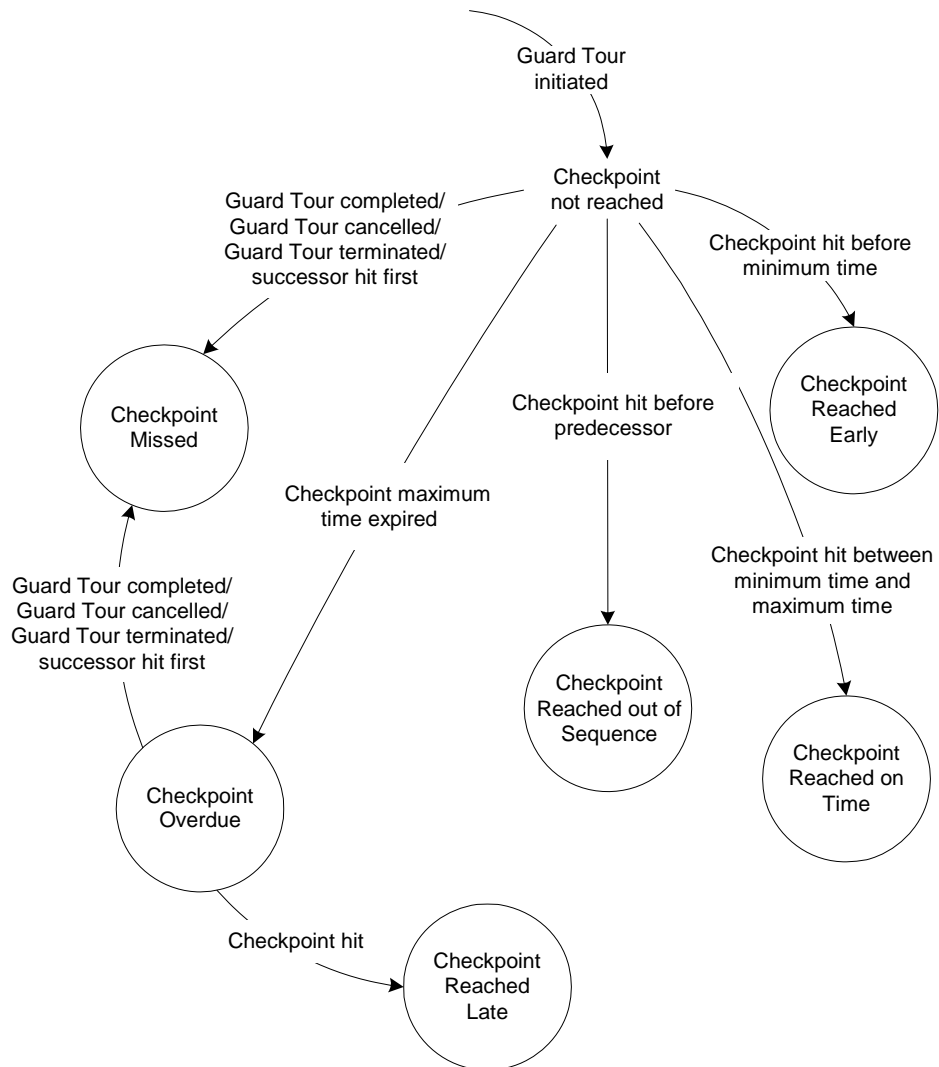 Guard Tour
initiated
Checkpoint
not reached
Guard Tour completed/
Guard Tour cancelled/
Guard Tour terminated/
successor hit first
Checkpoint hit before
minimum time
Checkpoint
Missed
Checkpoint
Reached
Early
Checkpoint hit before
predecessor
Checkpoint maximum
time expired
Checkpoint hit between
minimum time and
maximum time
Guard Tour completed/
Guard Tour cancelled/
Guard Tour terminated/
successor hit first
Checkpoint
Reached out of
Sequence
Checkpoint
Reached on
Time
Checkpoint
Overdue
Checkpoint hit
Checkpoint
Reached
Late